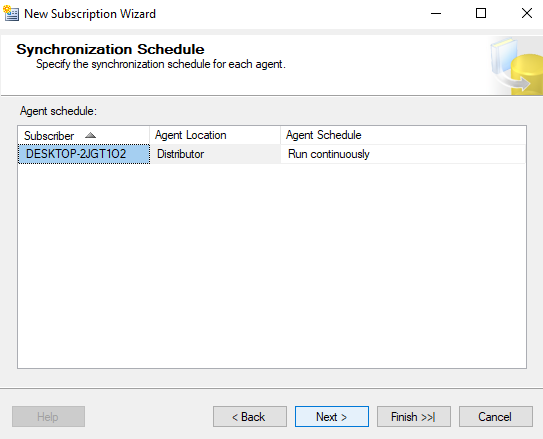 New Subscription Wizard
Synchronization Schedule
Specify the synchronization schedule for each agent.
Agent schedule:
Subscriber Agent Location Agent Schedule
DESKTOP-2JGT1O2 Distributor Run continuously
Help < Back Next > Finish >>| Cancel